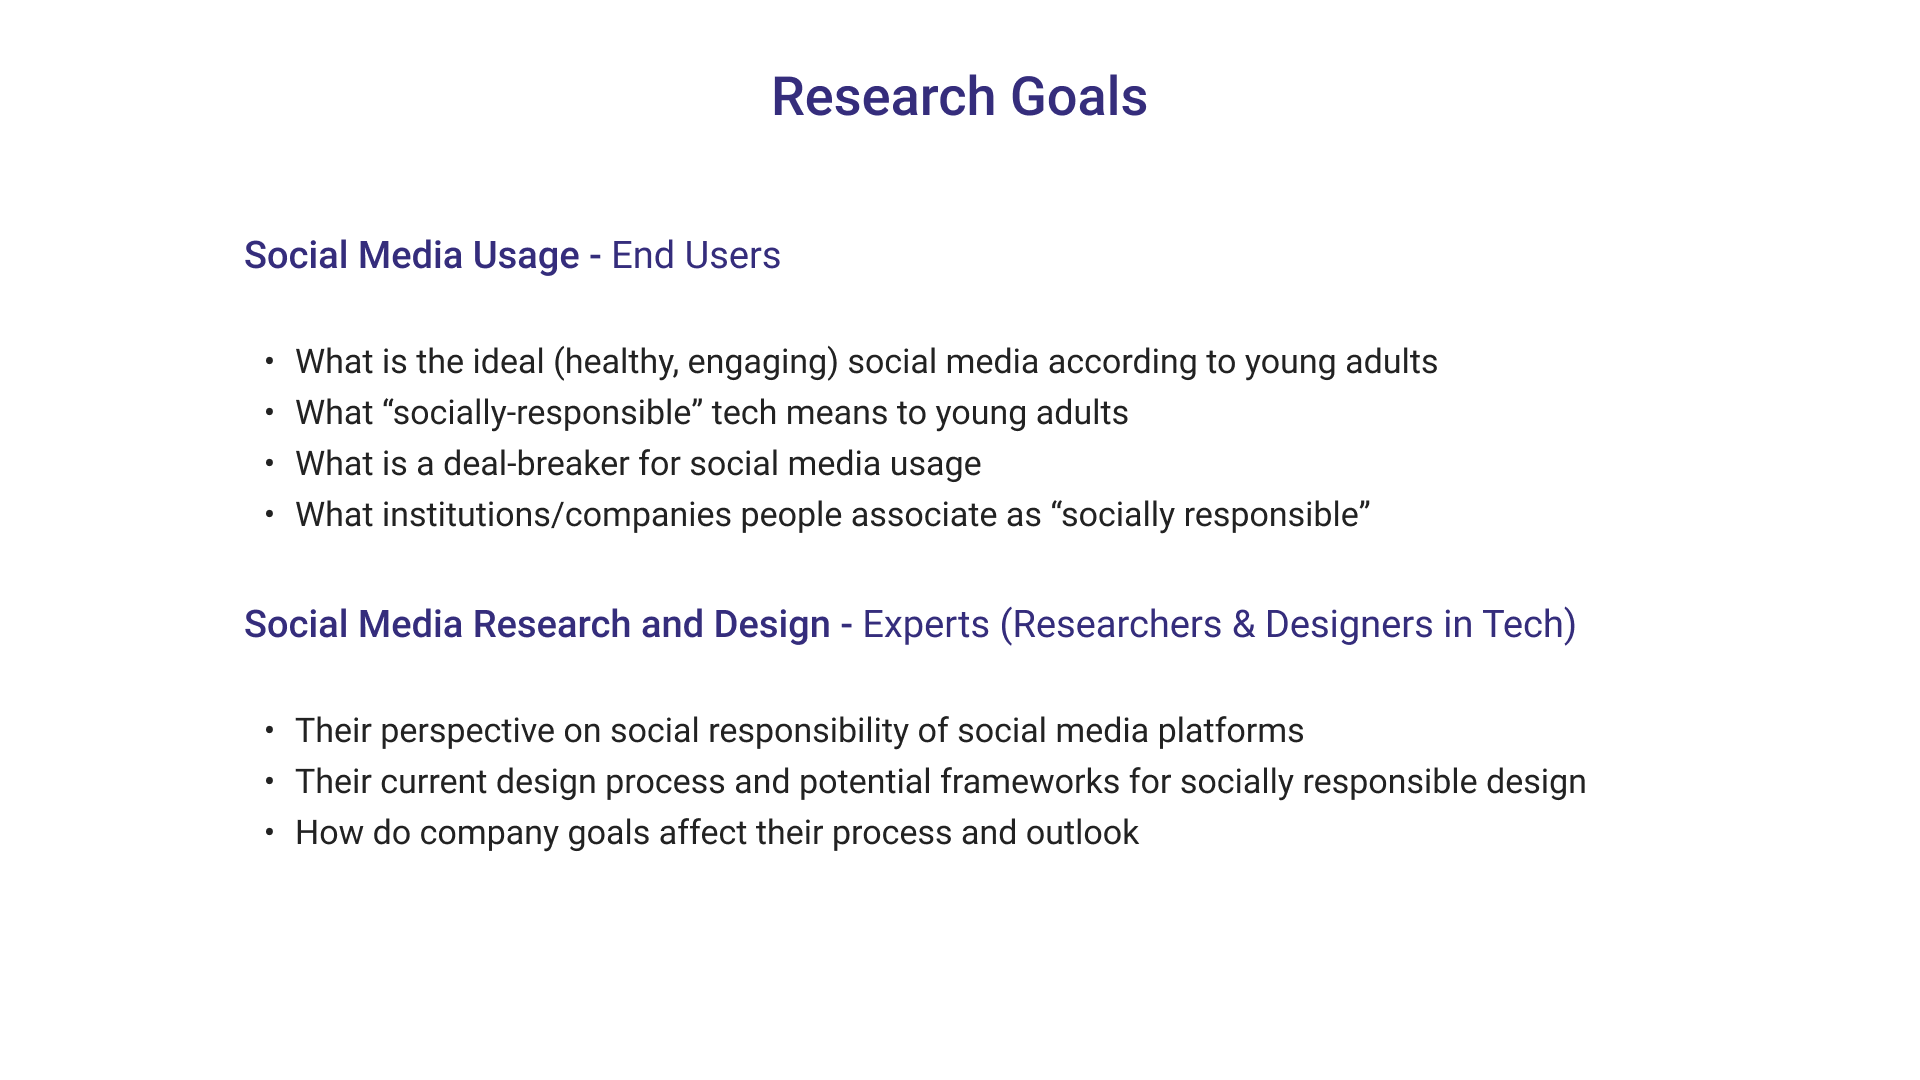 Research Goals
Social Media Usage - End Users
• What is the ideal (healthy, engaging) social media according to young adults
• What “socially-responsible” tech means to young adults
• What is a deal-breaker for social media usage
• What institutions/companies people associate as “socially responsible”
Social Media Research and Design - Experts (Researchers & Designers in Tech)
• Their perspective on social responsibility of social media platforms
• Their current design process and potential frameworks for socially responsible design
• How do company goals affect their process and outlook